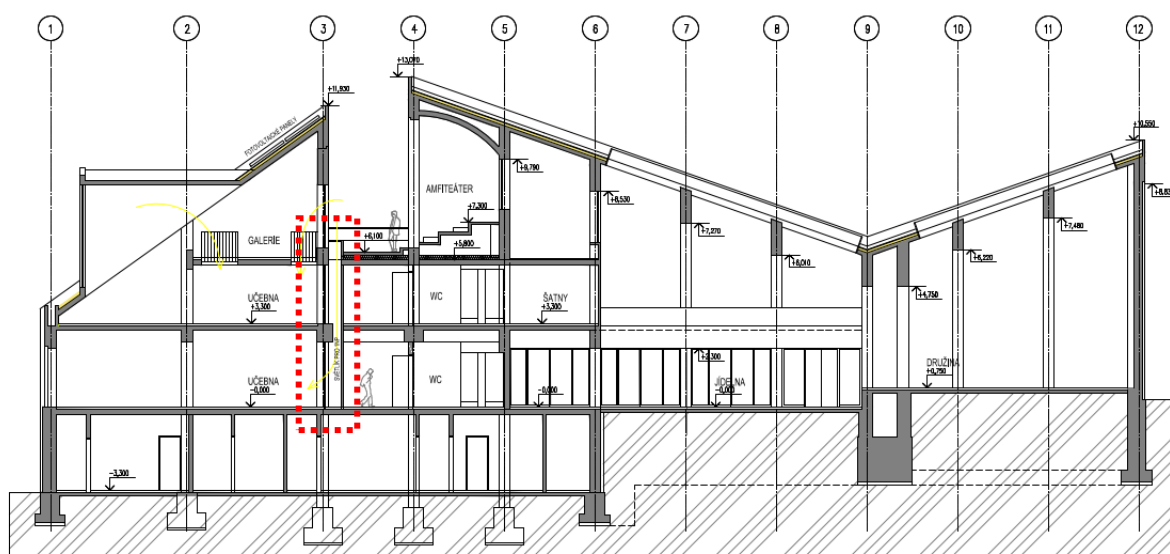 1 2 3 4 5 6 7 8 9 10 11 12
+13,070
+11,930
FOTOVOLTAICKÉ PANELY
+10,550
+9,790
AMFITEÁTER
+8,530
+7,300
+7,270
+7,480
GALERIE
+6,100
+5,800
+6,010
+6,220
UČEBNA
+3,300
WC
ŠATNY
+3,300
+4,750
+2,300
DRUŽINA
+0,750
UČEBNA
-0,000
WC
-0,000
JÍDELNA
-0,000
-3,300